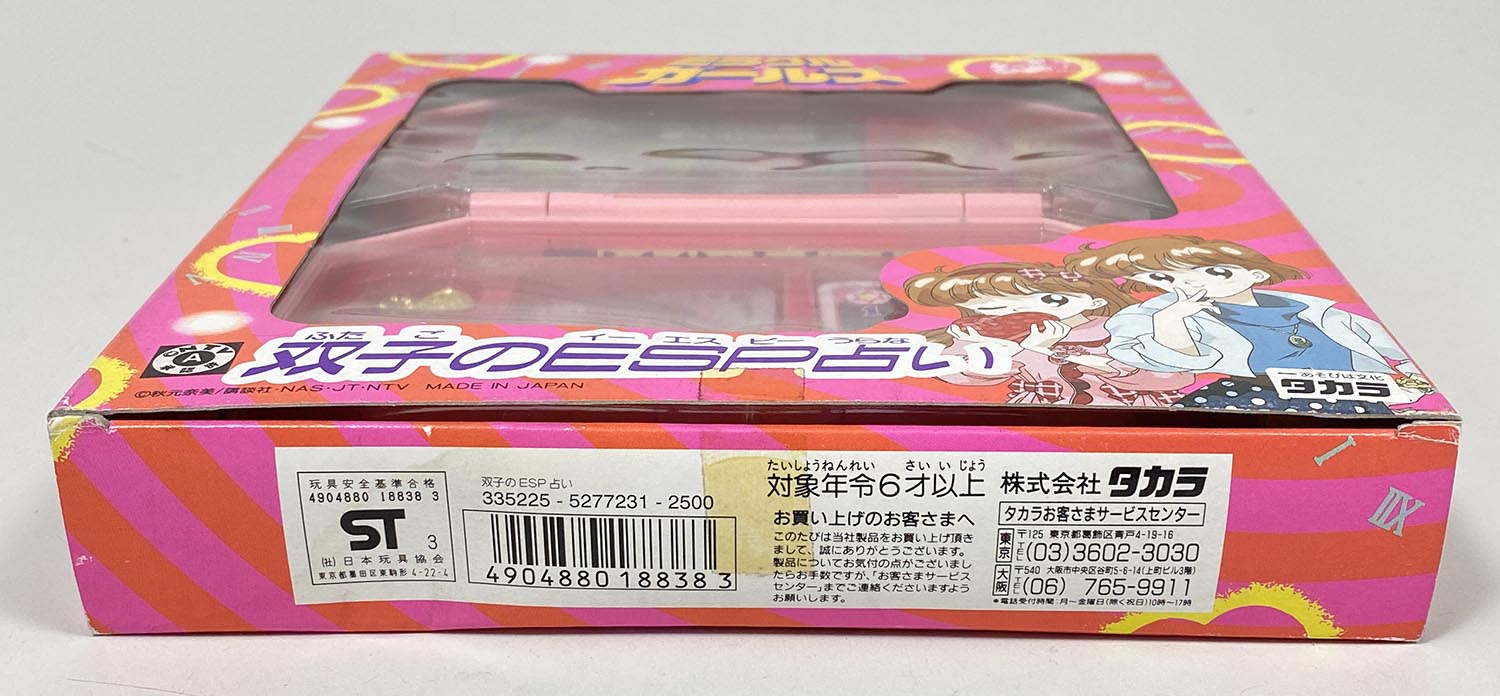 ミラクル
ガールズ
ふたご イーエスピーうらな
双子のESP占い
©秋元奈美/講談社・NAS・JT・NTV MADE IN JAPAN
あそびは文化
タカラ
I
IIX
玩具安全基準合格
4904880 18838 3
ST 3
(社)日本玩具協会
東京都墨田区東駒形4-22-4
双子のESP占い
335225-5277231-2500
4904880188383
たいしょうねんれい さいいじょう
対象年令6才以上
お買い上げのお客さまへ
このたびは当社製品をお買い上げ頂き
まして、誠にありがとうございます。
製品についてお気付の点がございまし
たらお手数ですが、「お客さまサービス
センター」までご連絡くださいますよう
お願いします。
株式会社タカラ
タカラお客さまサービスセンター
東京 〒125 東京都葛飾区青戸4-19-16
TEL(03)3602-3030
大阪 〒540 大阪市中央区谷町5-6-14(上町ビル3階)
TEL(06)765-9911
*電話受付時間:月〜金曜日(除く祝日)10時〜17時